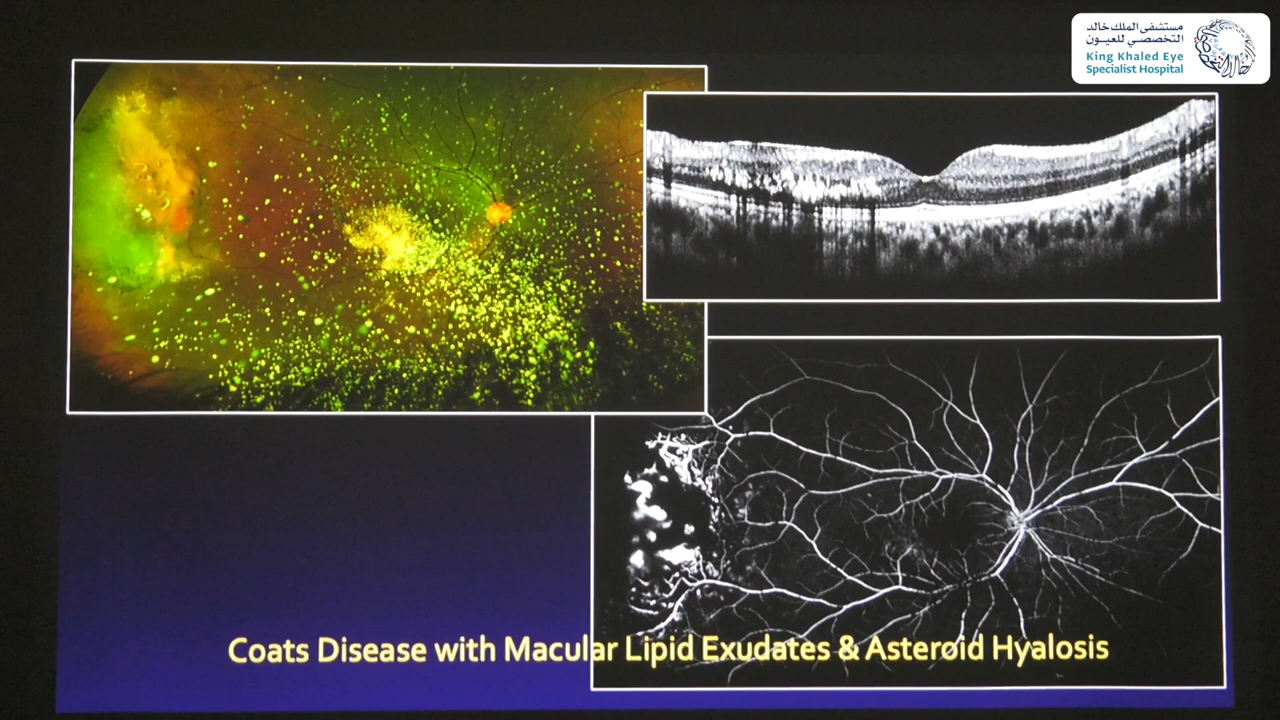 مستشفى الملك خالد
التخصصي للعيون
King Khaled Eye
Specialist Hospital
Coats Disease with Macular Lipid Exudates & Asteroid Hyalosis